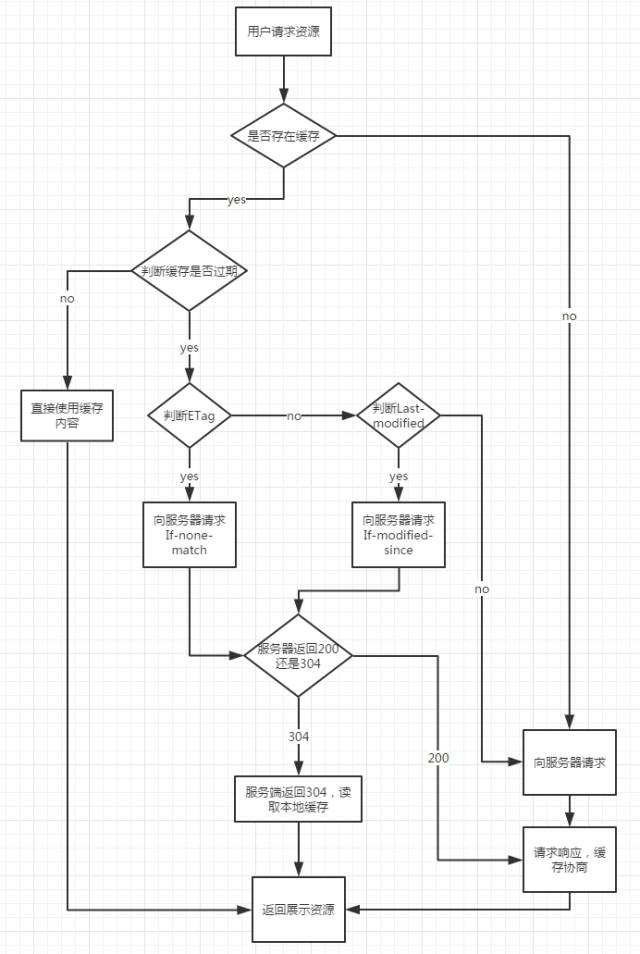 用户请求资源
是否存在缓存
yes
判断缓存是否过期
no
no
yes
直接使用缓存
内容
判断ETag
no
判断Last-
modified
yes
yes
向服务器请求
If-none-
match
向服务器请求
If-modified-
since
no
服务器返回200
还是304
304
200
向服务器请求
服务端返回304，读
取本地缓存
请求响应，缓
存协商
返回展示资源